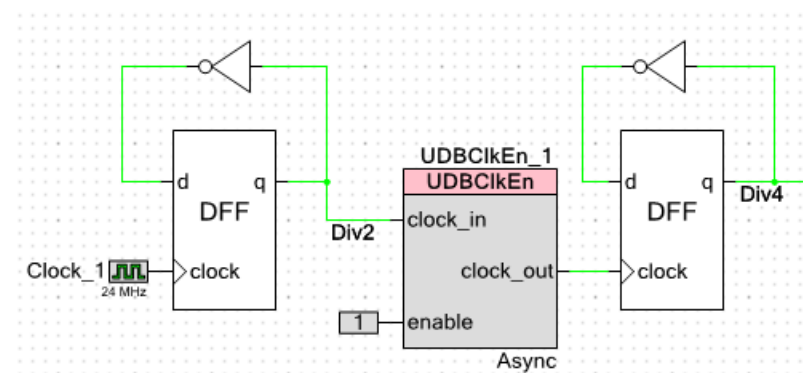 UDBClkEn_1
UDBClkEn
d
q
DFF
Div2
clock_in
d
q
DFF
Div4
Clock_1
24 MHz
clock
clock_out
clock
1
enable
Async